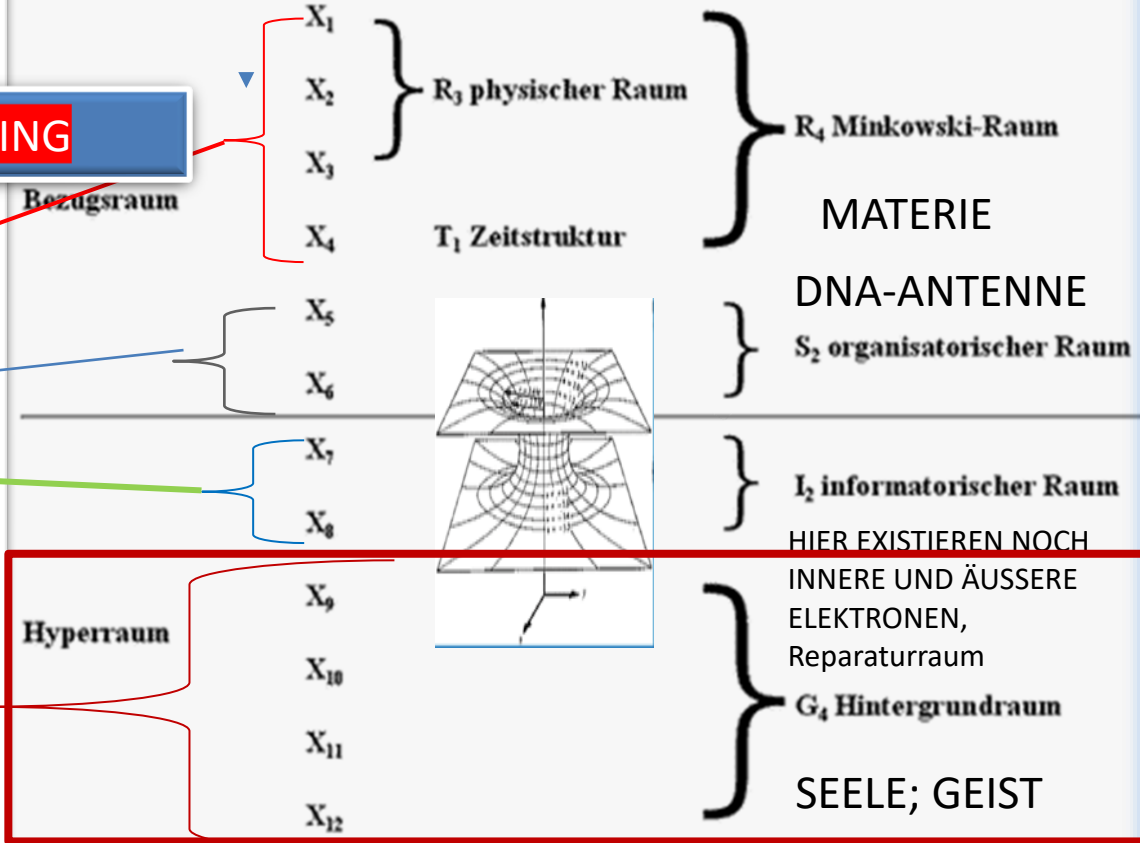 X₁
X₂
R₃ physischer Raum
R₄ Minkowski-Raum
ING
X₃
Bezugsraum
MATERIE
X₄
T₁ Zeitstruktur
DNA-ANTENNE
X₅
S₂ organisatorischer Raum
X₆
X₇
I₂ informatorischer Raum
X₈
HIER EXISTIEREN NOCH
INNERE UND ÄUSSERE
ELEKTRONEN,
Reparaturraum
X₉
Hyperraum
X₁₀
G₄ Hintergrundraum
X₁₁
SEELE; GEIST
X₁₂